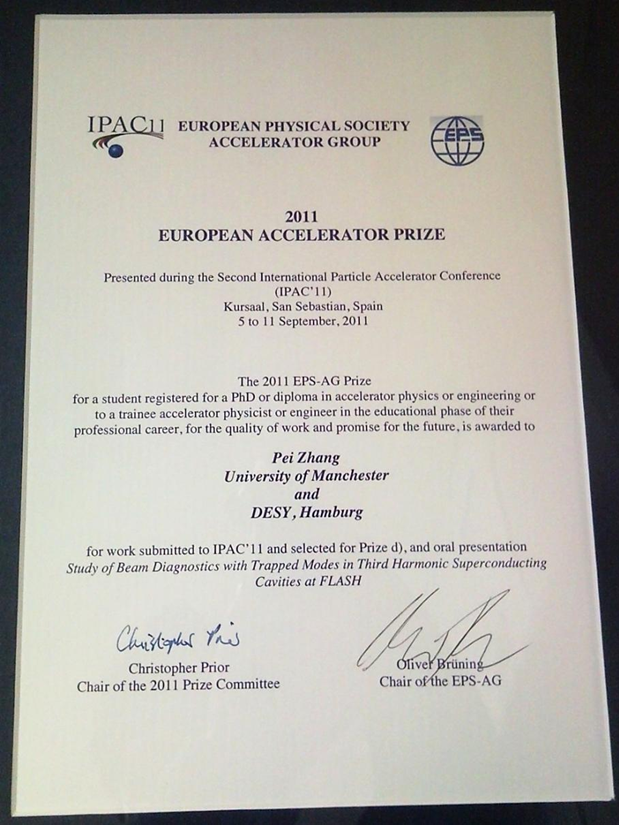 IPAC11 EUROPEAN PHYSICAL SOCIETY
ACCELERATOR GROUP
EPS
2011
EUROPEAN ACCELERATOR PRIZE
Presented during the Second International Particle Accelerator Conference
(IPAC'11)
Kursaal, San Sebastian, Spain
5 to 11 September, 2011
The 2011 EPS-AG Prize
for a student registered for a PhD or diploma in accelerator physics or engineering or
to a trainee accelerator physicist or engineer in the educational phase of their
professional career, for the quality of work and promise for the future, is awarded to
Pei Zhang
University of Manchester
and
DESY, Hamburg
for work submitted to IPAC'11 and selected for Prize d), and oral presentation
Study of Beam Diagnostics with Trapped Modes in Third Harmonic Superconducting
Cavities at FLASH
Christopher Prior
Christopher Prior
Chair of the 2011 Prize Committee
Oliver Brüning
Chair of the EPS-AG